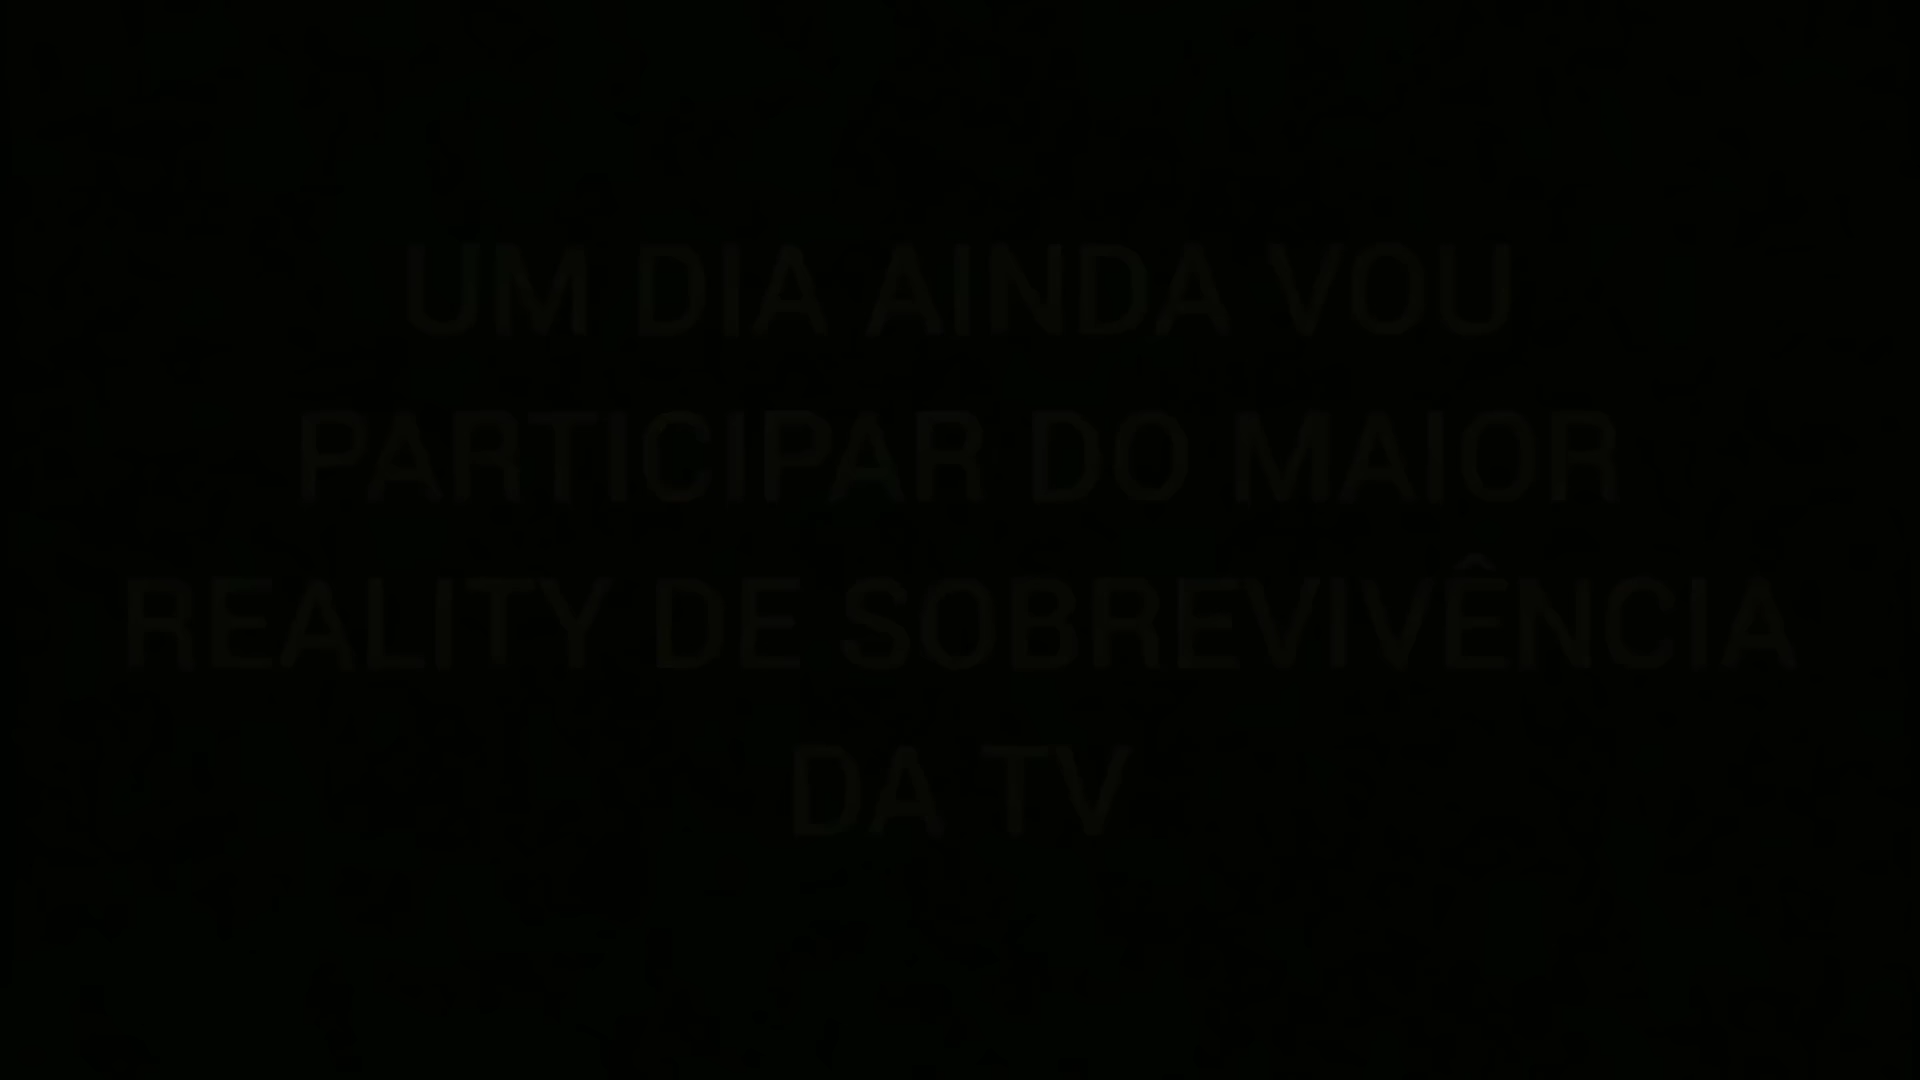 UM DIA AINDA VOU
PARTICIPAR DO MAIOR
REALITY DE SOBREVIVÊNCIA
DA TV